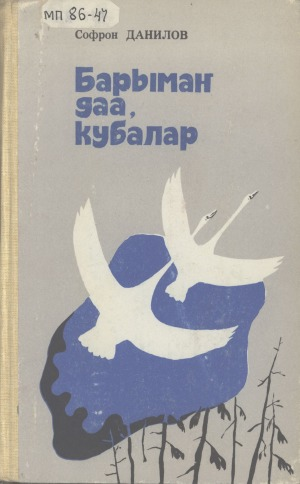 МП 86-47
Софрон ДАНИЛОВ
Барыман
даа,
кубалар